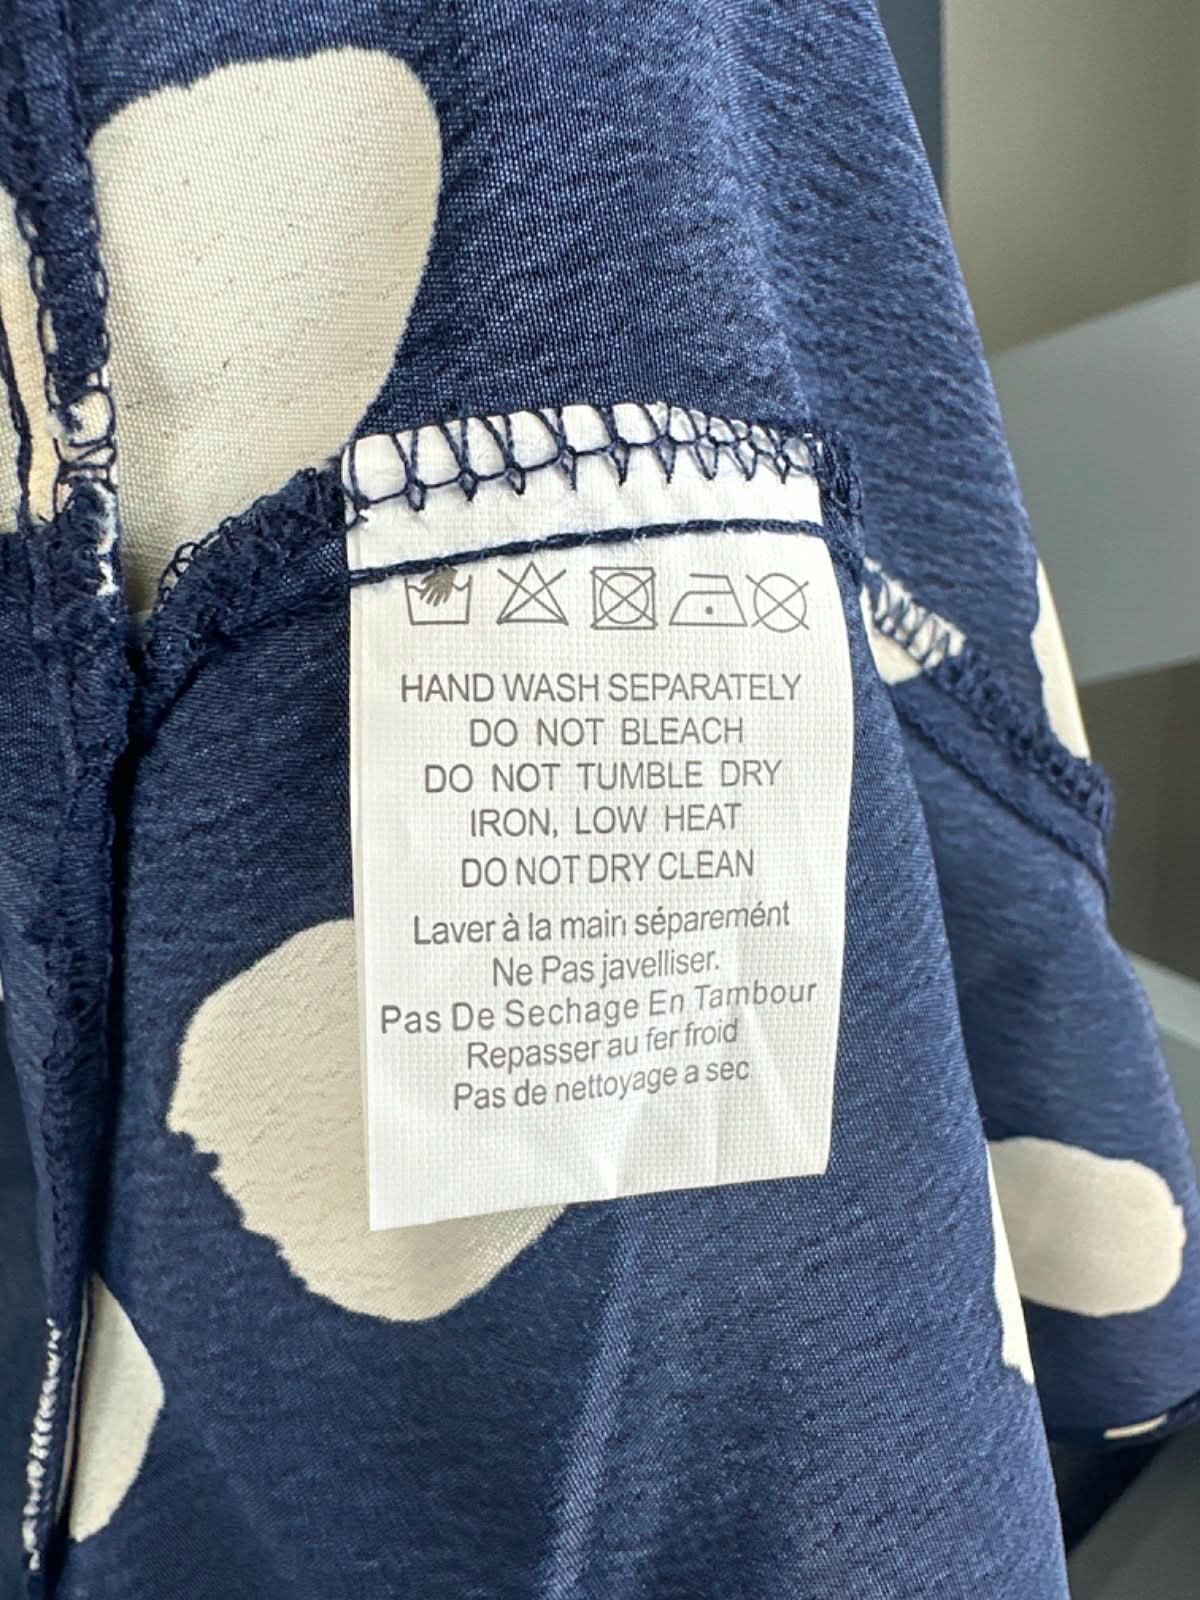 HAND WASH SEPARATELY
DO NOT BLEACH
DO NOT TUMBLE DRY
IRON, LOW HEAT
DO NOT DRY CLEAN
Laver à la main séparemént
Ne Pas javelliser.
Pas De Sechage En Tambour
Repasser au fer froid
Pas de nettoyage a sec